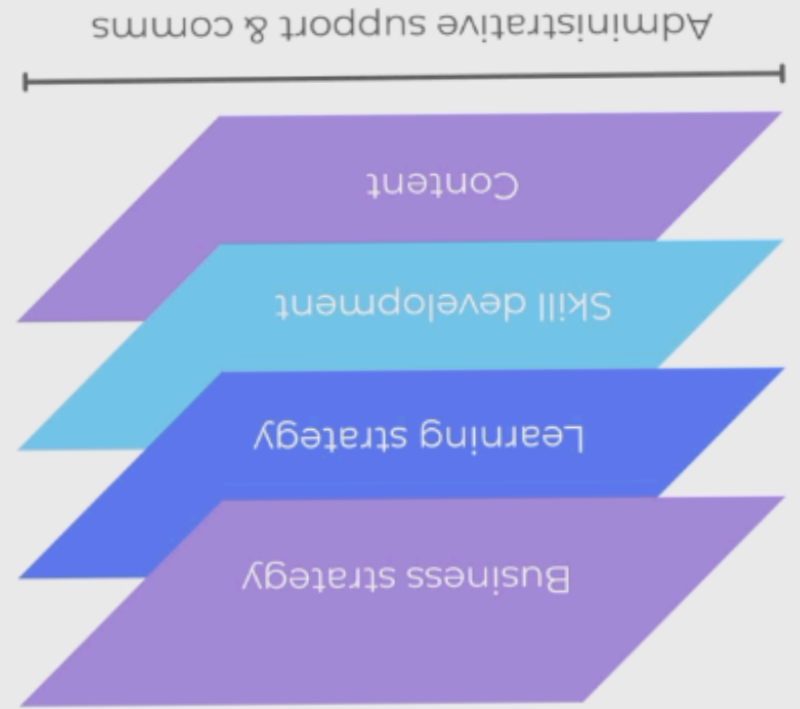 Business strategy
Learning strategy
Skill development
Content
Administrative support & comms